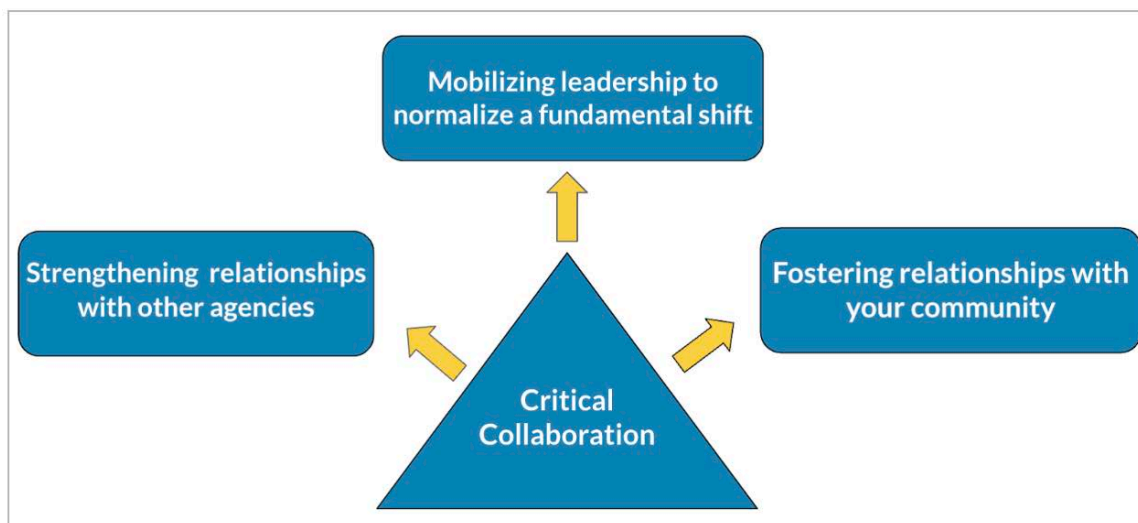 Mobilizing leadership to
normalize a fundamental shift
Strengthening relationships
with other agencies
Fostering relationships with
your community
Critical
Collaboration